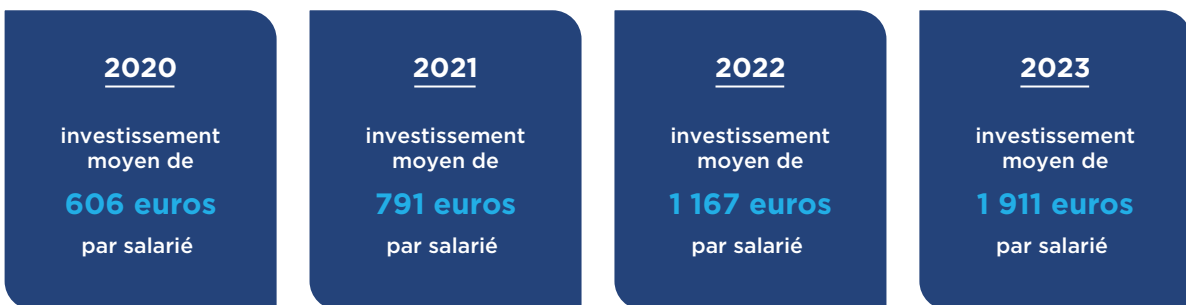 2020
investissement
moyen de
606 euros
par salarié
2021
investissement
moyen de
791 euros
par salarié
2022
investissement
moyen de
1 167 euros
par salarié
2023
investissement
moyen de
1 911 euros
par salarié